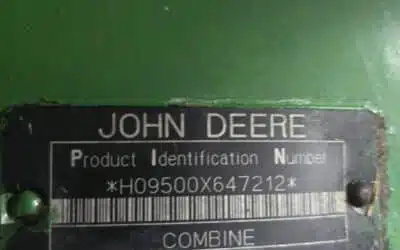 JOHN DEERE
Product Identification Number
*H09500X647212*
COMBINE